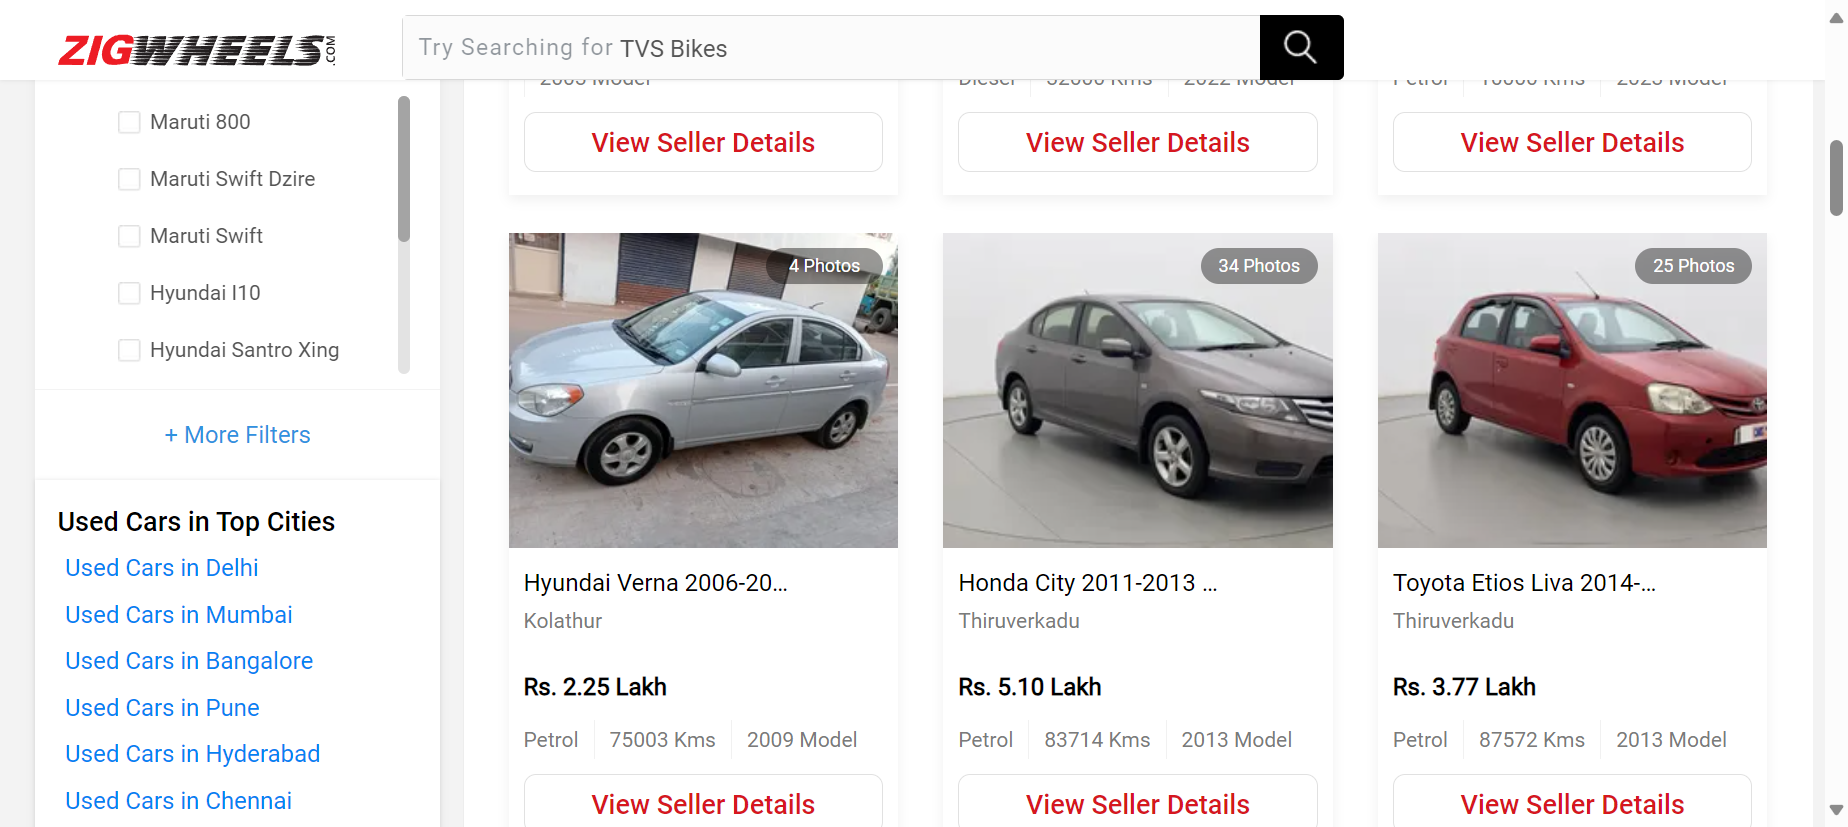 ZIGWHEELS.COM
Try Searching for TVS Bikes
Maruti 800
Maruti Swift Dzire
Maruti Swift
Hyundai I10
Hyundai Santro Xing
+ More Filters
Used Cars in Top Cities
Used Cars in Delhi
Used Cars in Mumbai
Used Cars in Bangalore
Used Cars in Pune
Used Cars in Hyderabad
Used Cars in Chennai
2005 Model
Diesel 52000 Kms 2022 Model
Petrol 10000 Kms 2023 Model
View Seller Details
View Seller Details
View Seller Details
4 Photos
Hyundai Verna 2006-20...
Kolathur
Rs. 2.25 Lakh
Petrol 75003 Kms 2009 Model
View Seller Details
34 Photos
Honda City 2011-2013 ...
Thiruverkadu
Rs. 5.10 Lakh
Petrol 83714 Kms 2013 Model
View Seller Details
25 Photos
Toyota Etios Liva 2014-...
Thiruverkadu
Rs. 3.77 Lakh
Petrol 87572 Kms 2013 Model
View Seller Details